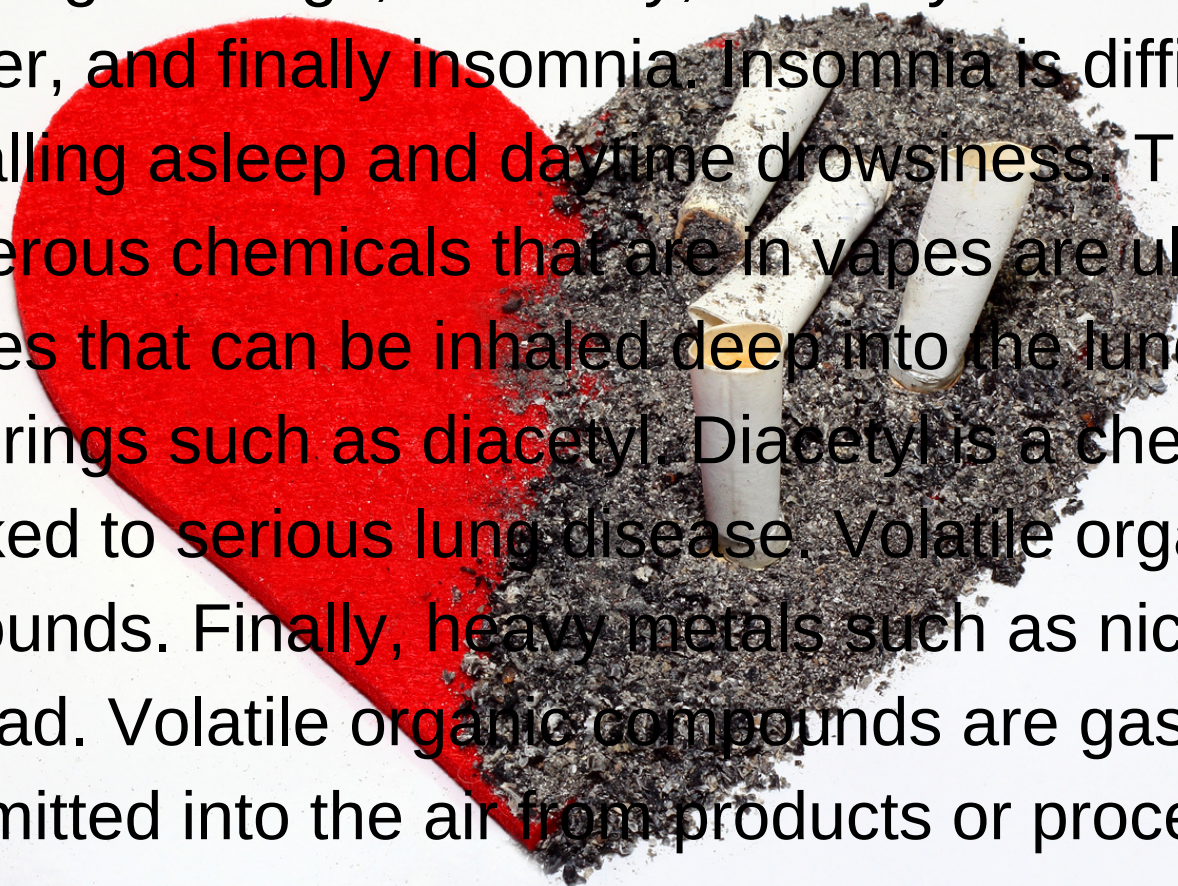 er, and finally insomnia. Insomnia is diffi
alling asleep and daytime drowsiness. T
erous chemicals that are in vapes are ul
es that can be inhaled deep into the lung
rings such as diacetyl. Diacetyl is a che
ked to serious lung disease. Volatile orga
ounds. Finally, heavy metals such as nic
ad. Volatile organic compounds are gas
mitted into the air from products or proce